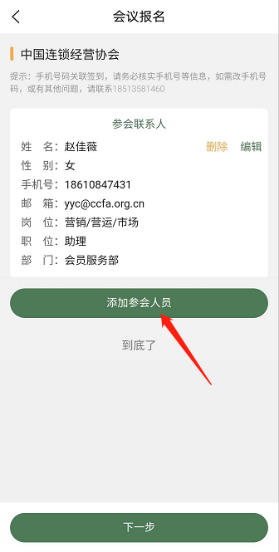 会议报名
中国连锁经营协会
提示：手机号码关联签到，请务必核实手机号等信息，如需改手机号
码，或有其他问题，请联系18513581460
参会联系人
姓　名：赵佳薇　删除　编辑
性　别：女
手机号：18610847431
邮　箱：yyc@ccfa.org.cn
岗　位：营销/营运/市场
职　位：助理
部　门：会员服务部
添加参会人员
到底了
下一步